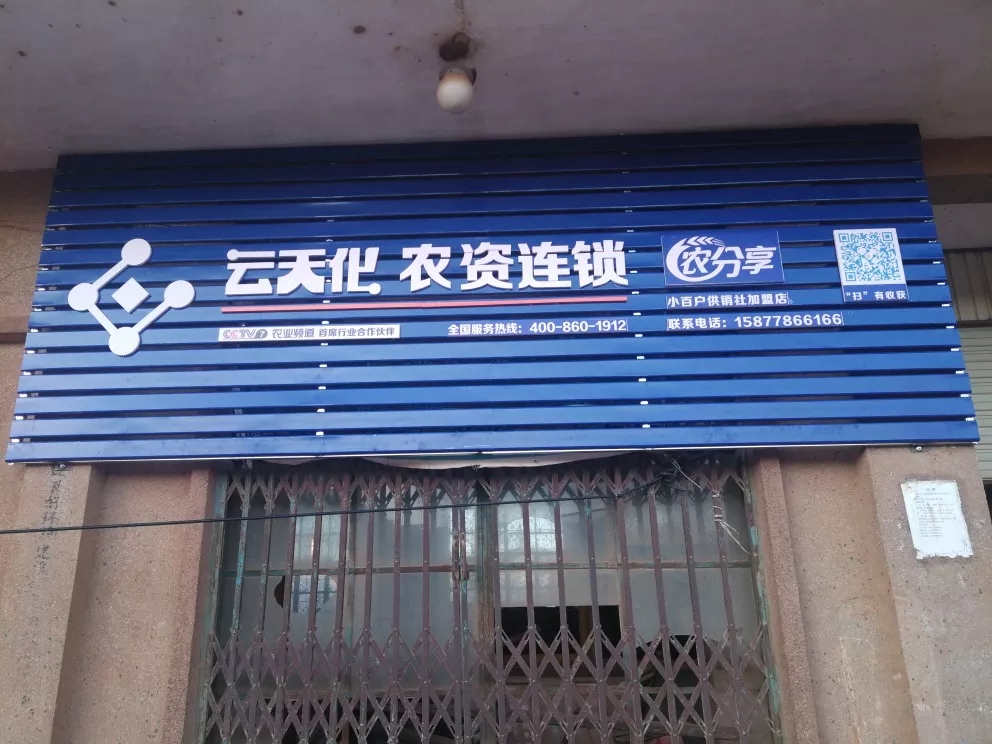 云天化 农资连锁
农分享
小百户供销社加盟店
"扫"有收获
CCTV7 农业频道 首席行业合作伙伴
全国服务热线：400-860-1912
联系电话：15877866166